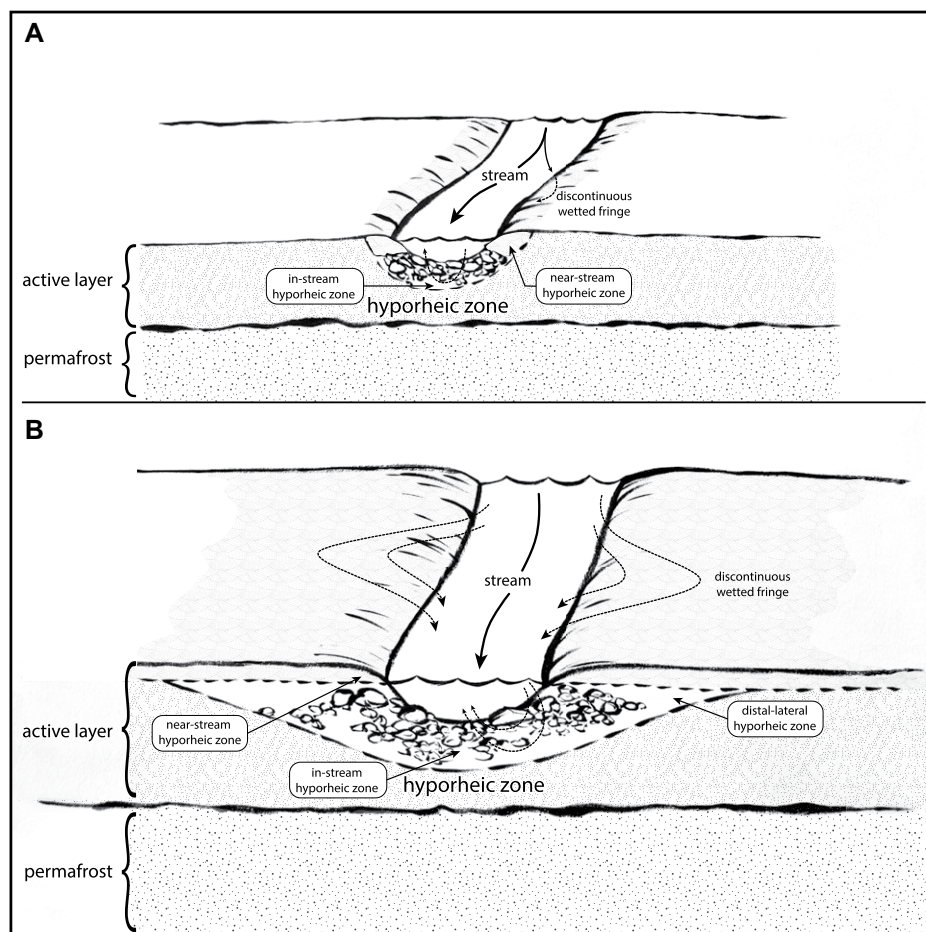 A
stream
discontinuous
wetted fringe
active layer
in-stream
hyporheic zone
near-stream
hyporheic zone
hyporheic zone
permafrost
B
stream
discontinuous
wetted fringe
active layer
near-stream
hyporheic zone
distal-lateral
hyporheic zone
in-stream
hyporheic zone
hyporheic zone
permafrost